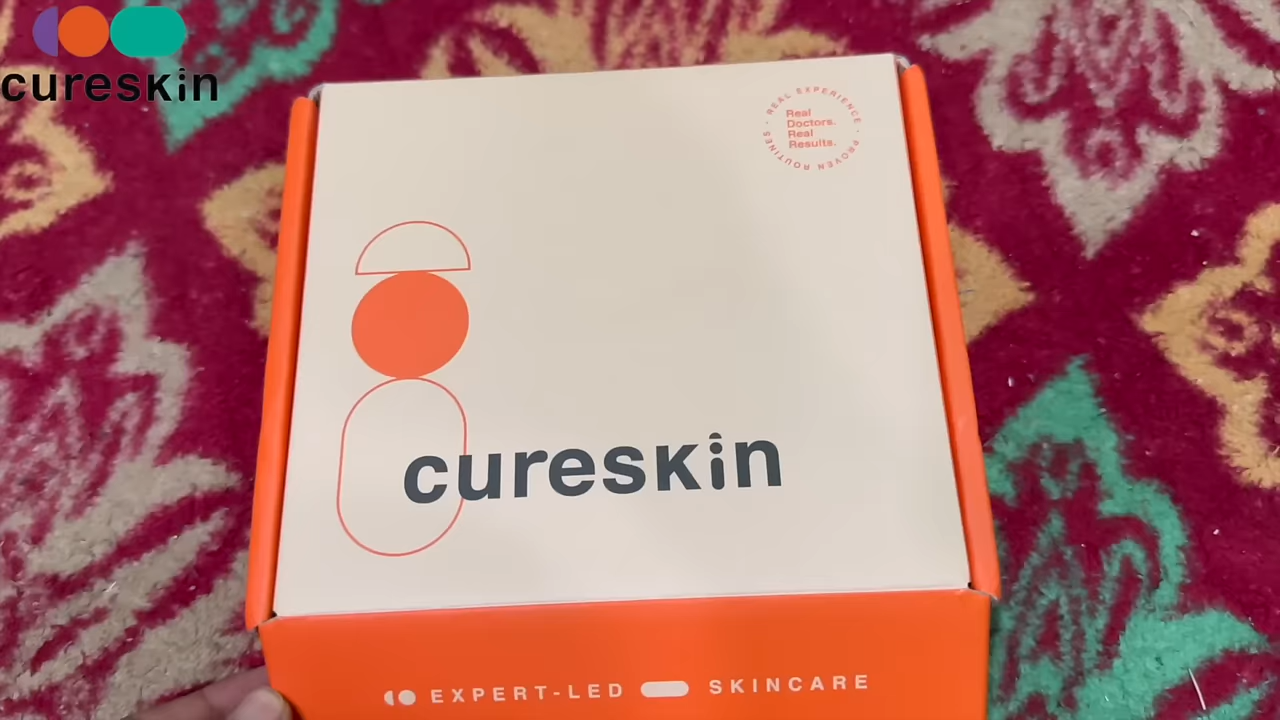 cureskin
REAL EXPERIENCE · PROVEN ROUTINES ·
Real
Doctors.
Real
Results.
cureskin
EXPERT-LED SKINCARE